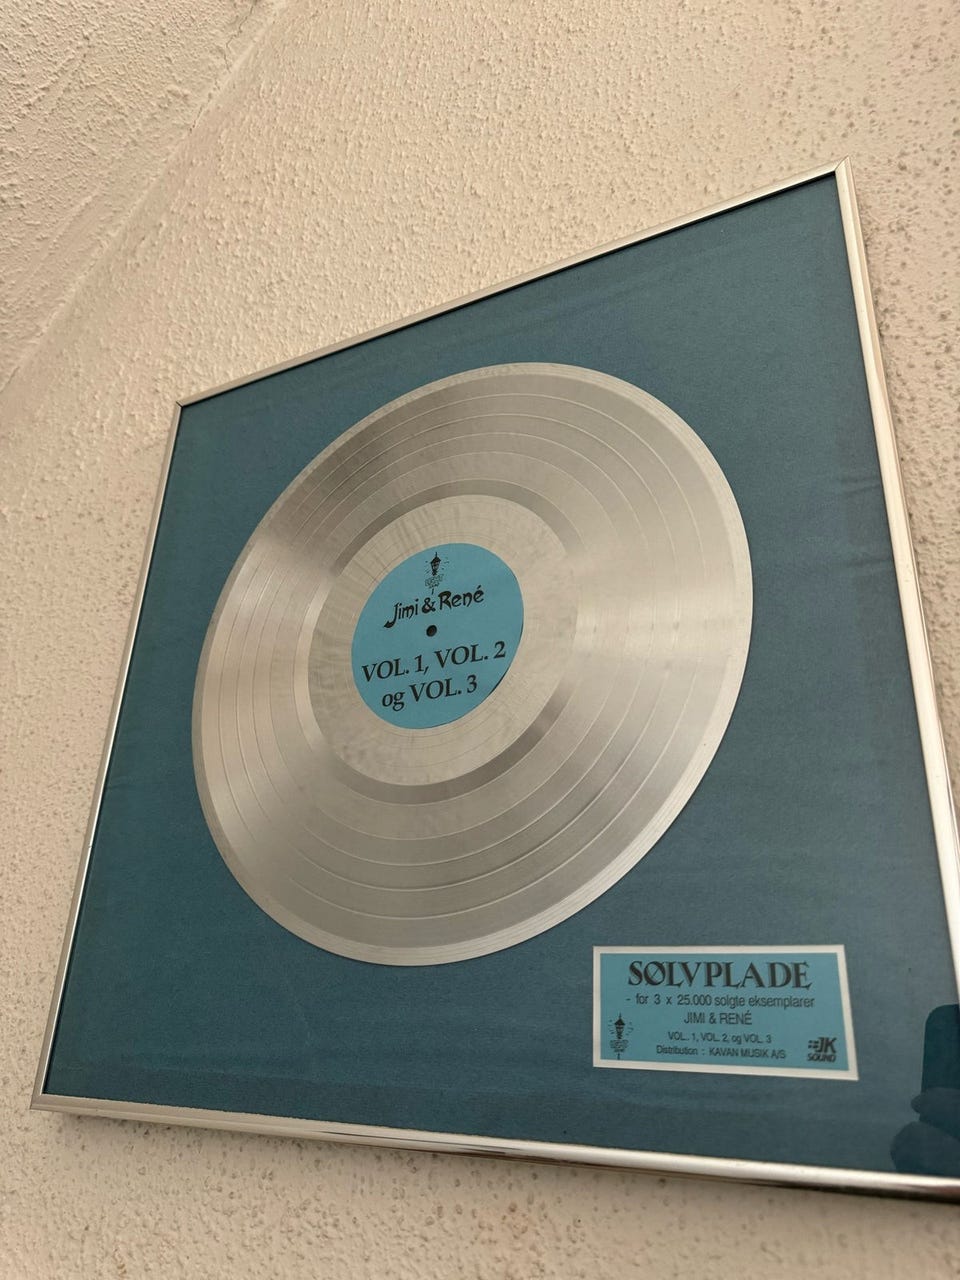 Jimi & René
VOL. 1, VOL. 2
og VOL. 3
SØLVPLADE
- for 3 x 25.000 solgte eksemplarer
JIMI & RENÉ
VOL. 1, VOL. 2, og VOL. 3
Distribution : KAVAN MUSIK A/S
JK
SOUND